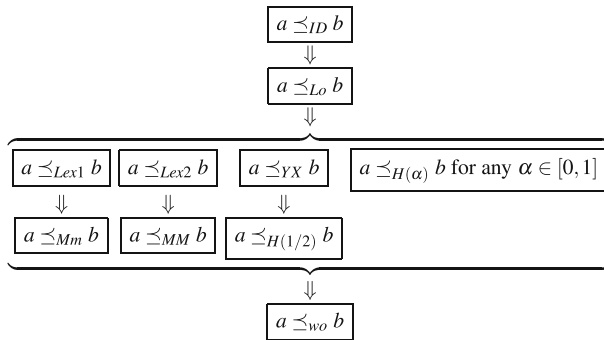 a ⪯_{ID} b
⇓
a ⪯_{Lo} b
⇓
a ⪯_{Lex1} b a ⪯_{Lex2} b a ⪯_{YX} b a ⪯_{H(α)} b for any α ∈ [0,1]
⇓ ⇓ ⇓
a ⪯_{Mm} b a ⪯_{MM} b a ⪯_{H(1/2)} b
⇓
a ⪯_{wo} b